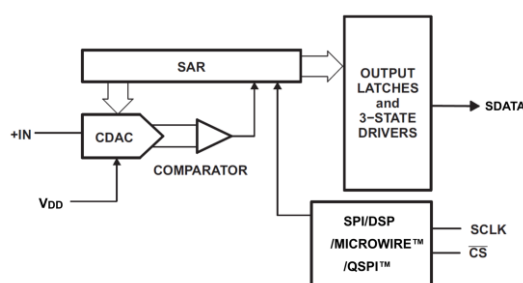 SAR
OUTPUT
LATCHES
and
3−STATE
DRIVERS
SDATA
+IN
CDAC
COMPARATOR
VDD
SPI/DSP
/MICROWIRE™
/QSPI™
SCLK
CS